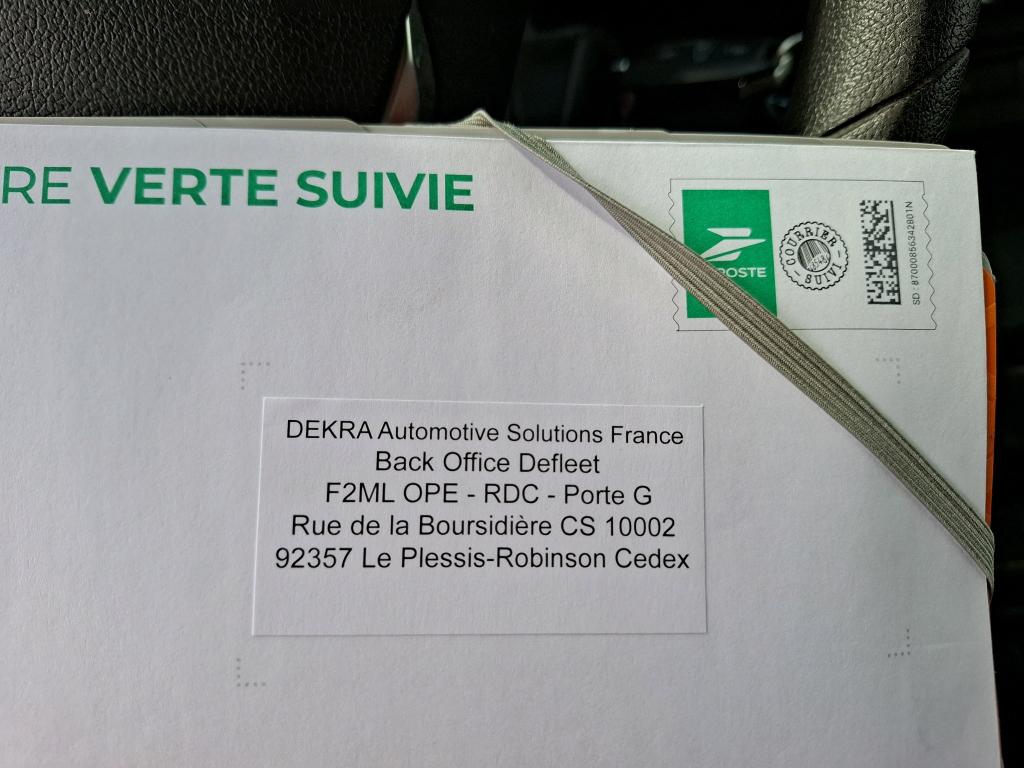 RE VERTE SUIVIE
POSTE
COURRIER SUIVI
SD : 87000856342801N
DEKRA Automotive Solutions France
Back Office Defleet
F2ML OPE - RDC - Porte G
Rue de la Boursidière CS 10002
92357 Le Plessis-Robinson Cedex